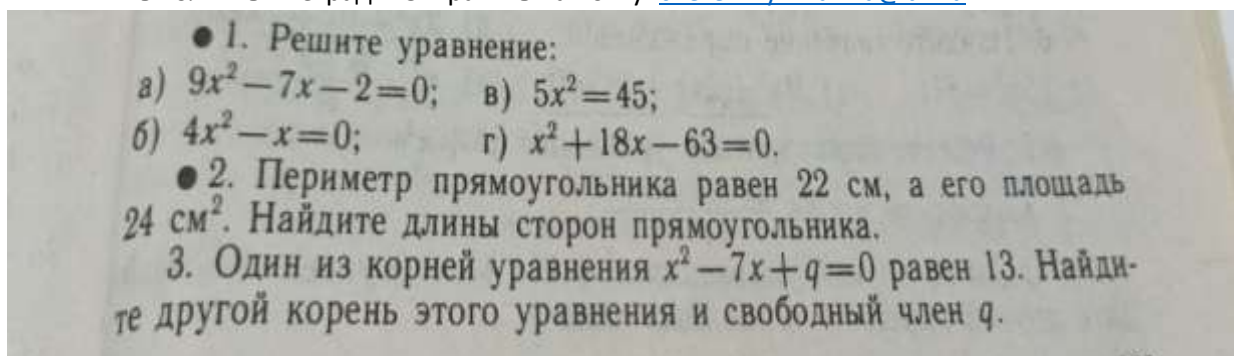 ● 1. Решите уравнение:
а) 9x²—7x—2=0; в) 5x²=45;
б) 4x²—x=0; г) x²+18x—63=0.
● 2. Периметр прямоугольника равен 22 см, а его площадь
24 см². Найдите длины сторон прямоугольника.
3. Один из корней уравнения x²—7x+q=0 равен 13. Найди-
те другой корень этого уравнения и свободный член q.